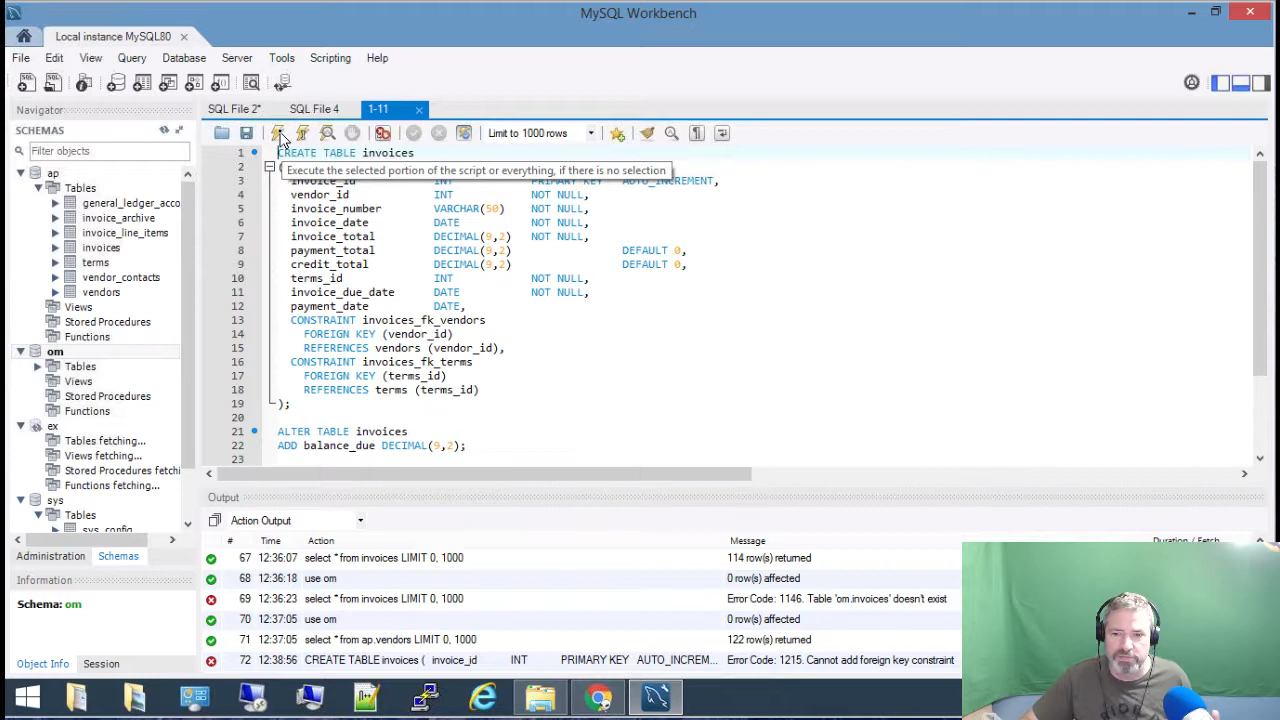 MySQL Workbench
Local instance MySQL80
File Edit View Query Database Server Tools Scripting Help
Navigator
SQL File 2* SQL File 4 1-11
SCHEMAS
Limit to 1000 rows
Filter objects
ap
Tables
general_ledger_acco
invoice_archive
invoice_line_items
invoices
terms
vendor_contacts
vendors
Views
Stored Procedures
Functions
om
Tables
Views
Stored Procedures
Functions
ex
Tables fetching...
Views fetching...
Stored Procedures fetchi
Functions fetching...
sys
Tables
sys_config
Administration Schemas
Information
Schema: om
Object Info Session
1 CREATE TABLE invoices
2 (
Execute the selected portion of the script or everything, if there is no selection
3 invoice_id INT PRIMARY KEY AUTO_INCREMENT,
4 vendor_id INT NOT NULL,
5 invoice_number VARCHAR(50) NOT NULL,
6 invoice_date DATE NOT NULL,
7 invoice_total DECIMAL(9,2) NOT NULL,
8 payment_total DECIMAL(9,2) DEFAULT 0,
9 credit_total DECIMAL(9,2) DEFAULT 0,
10 terms_id INT NOT NULL,
11 invoice_due_date DATE NOT NULL,
12 payment_date DATE,
13 CONSTRAINT invoices_fk_vendors
14 FOREIGN KEY (vendor_id)
15 REFERENCES vendors (vendor_id),
16 CONSTRAINT invoices_fk_terms
17 FOREIGN KEY (terms_id)
18 REFERENCES terms (terms_id)
19 );
20
21 ALTER TABLE invoices
22 ADD balance_due DECIMAL(9,2);
23
Output
Action Output
# Time Action Message Duration / Fetch
67 12:36:07 select * from invoices LIMIT 0, 1000 114 row(s) returned
68 12:36:18 use om 0 row(s) affected
69 12:36:23 select * from invoices LIMIT 0, 1000 Error Code: 1146. Table 'om.invoices' doesn't exist
70 12:37:05 use om 0 row(s) affected
71 12:37:05 select * from ap.vendors LIMIT 0, 1000 122 row(s) returned
72 12:38:56 CREATE TABLE invoices ( invoice_id INT PRIMARY KEY AUTO_INCREM... Error Code: 1215. Cannot add foreign key constraint